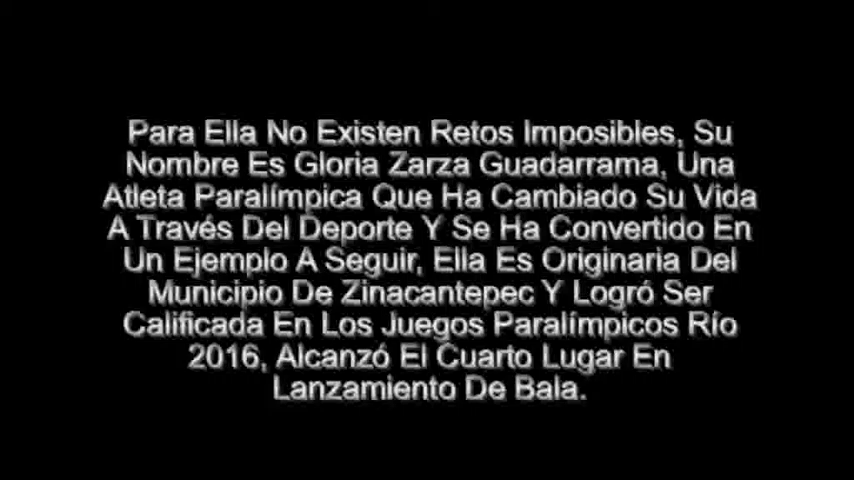 Para Ella No Existen Retos Imposibles, Su
Nombre Es Gloria Zarza Guadarrama, Una
Atleta Paralímpica Que Ha Cambiado Su Vida
A Través Del Deporte Y Se Ha Convertido En
Un Ejemplo A Seguir, Ella Es Originaria Del
Municipio De Zinacantepec Y Logró Ser
Calificada En Los Juegos Paralímpicos Río
2016, Alcanzó El Cuarto Lugar En
Lanzamiento De Bala.